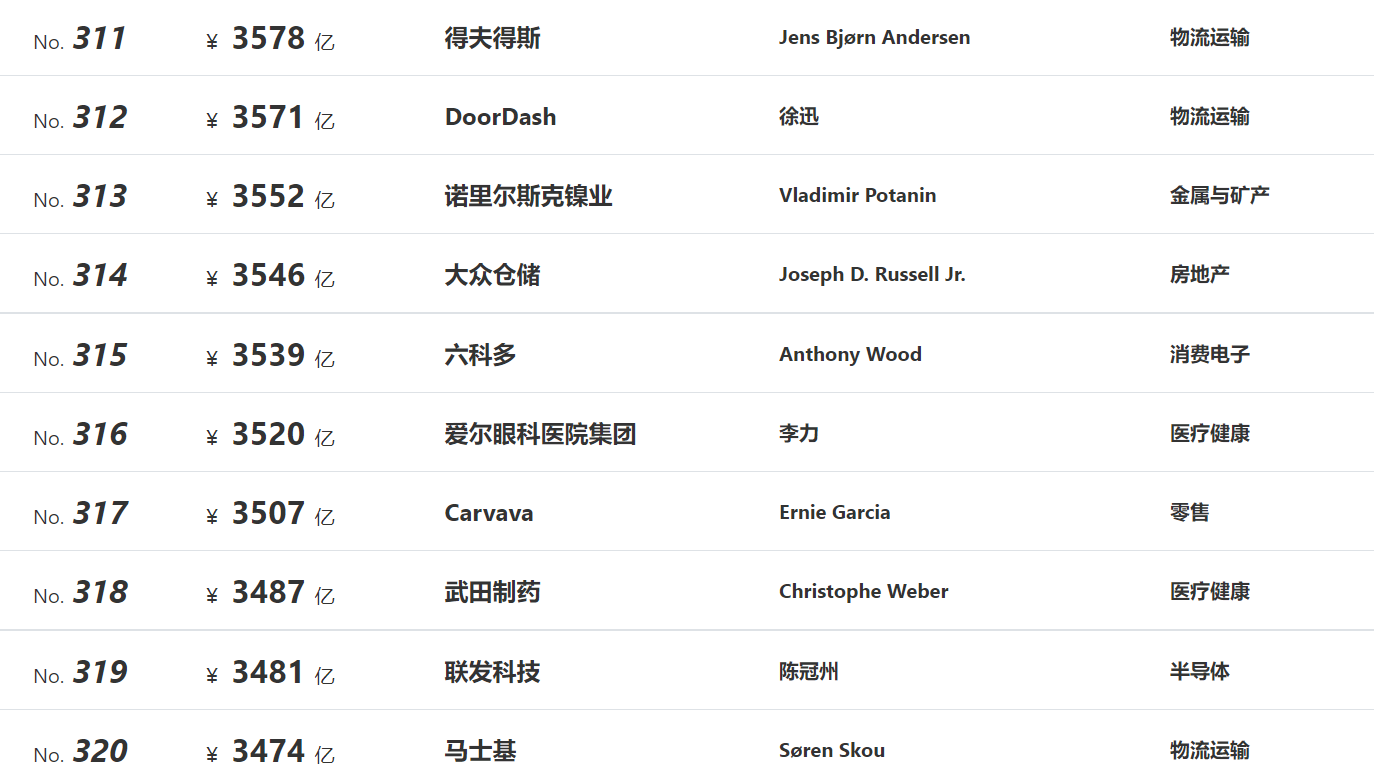 No. 311 ¥ 3578 亿 得夫得斯 Jens Bjørn Andersen 物流运输
No. 312 ¥ 3571 亿 DoorDash 徐迅 物流运输
No. 313 ¥ 3552 亿 诺里尔斯克镍业 Vladimir Potanin 金属与矿产
No. 314 ¥ 3546 亿 大众仓储 Joseph D. Russell Jr. 房地产
No. 315 ¥ 3539 亿 六科多 Anthony Wood 消费电子
No. 316 ¥ 3520 亿 爱尔眼科医院集团 李力 医疗健康
No. 317 ¥ 3507 亿 Carvava Ernie Garcia 零售
No. 318 ¥ 3487 亿 武田制药 Christophe Weber 医疗健康
No. 319 ¥ 3481 亿 联发科技 陈冠州 半导体
No. 320 ¥ 3474 亿 马士基 Søren Skou 物流运输